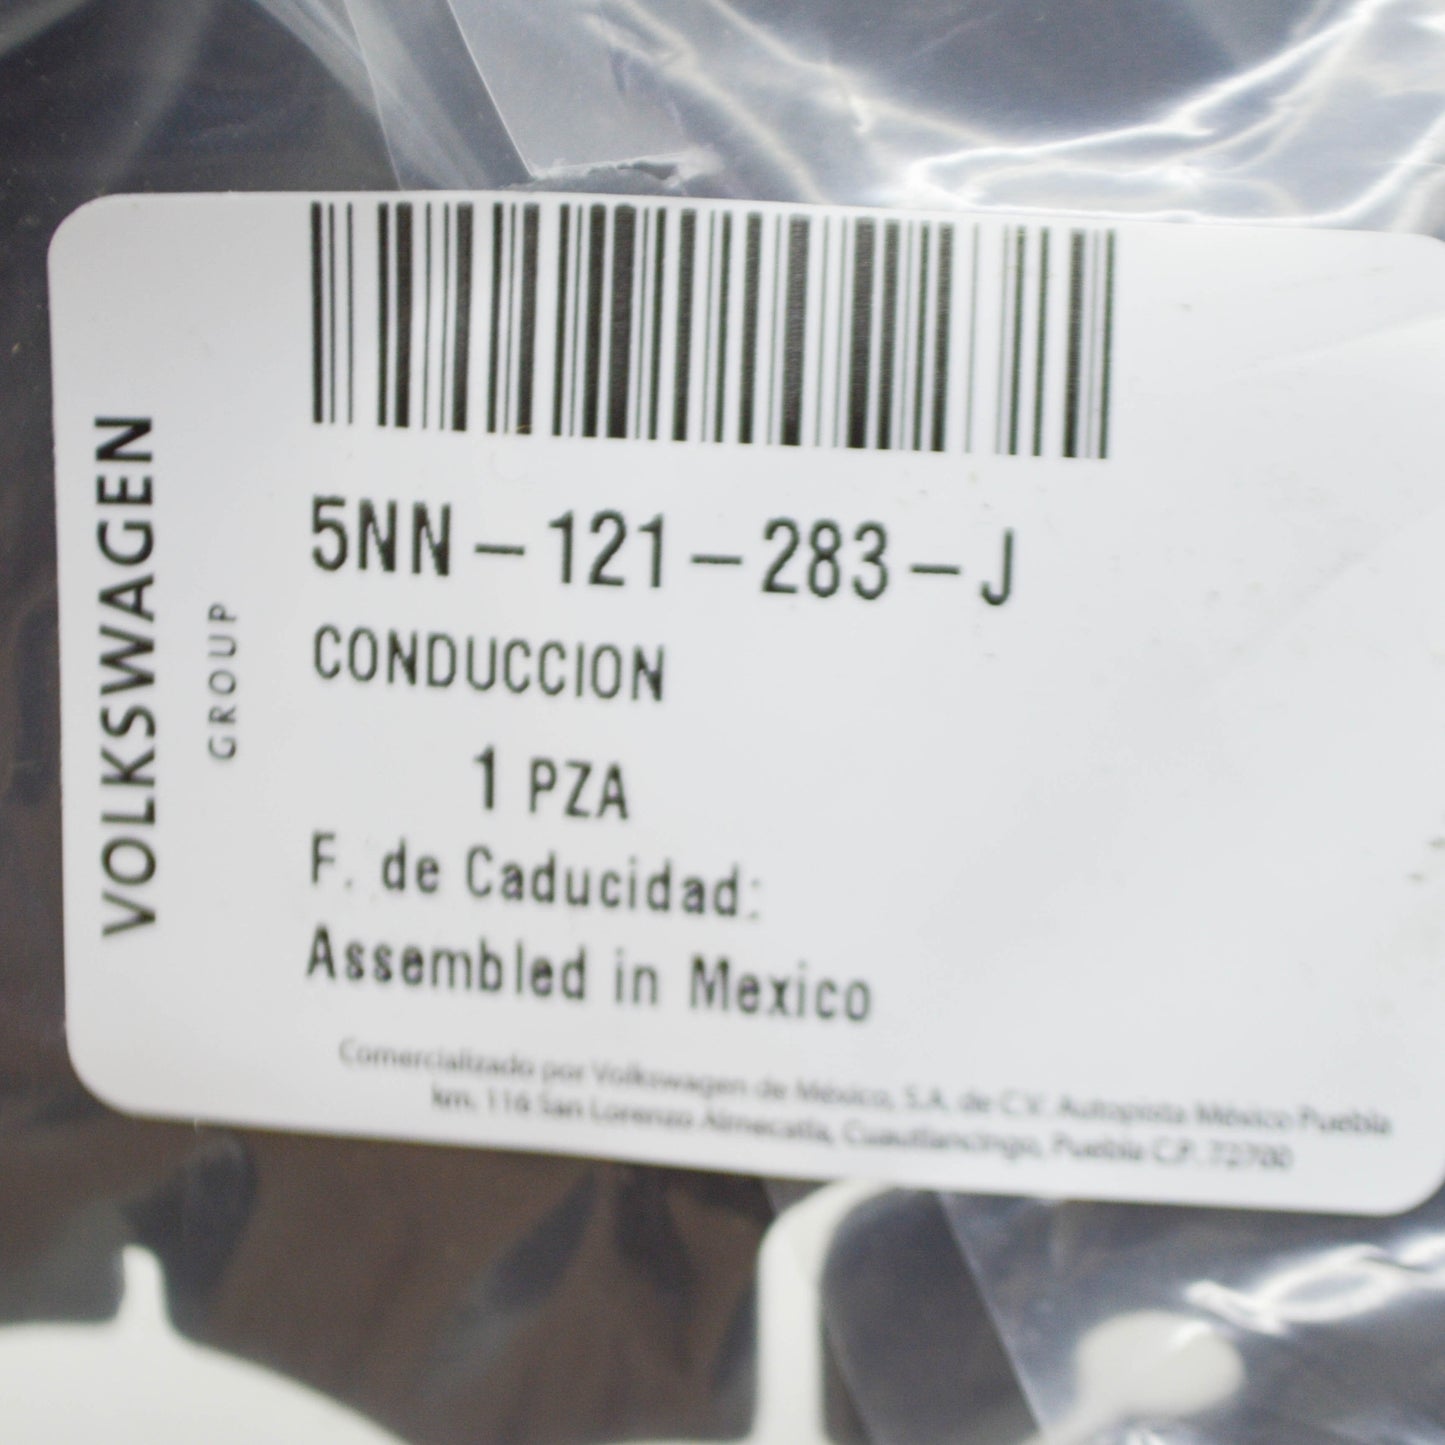 VOLKSWAGEN
GROUP
5NN-121-283-J
CONDUCCION
1 PZA
F. de Caducidad:
Assembled in Mexico
Comercializado por Volkswagen de México, S.A. de C.V. Autopista México Puebla
km. 116 San Lorenzo Almecatla, Cuautlancingo, Puebla C.P. 72700